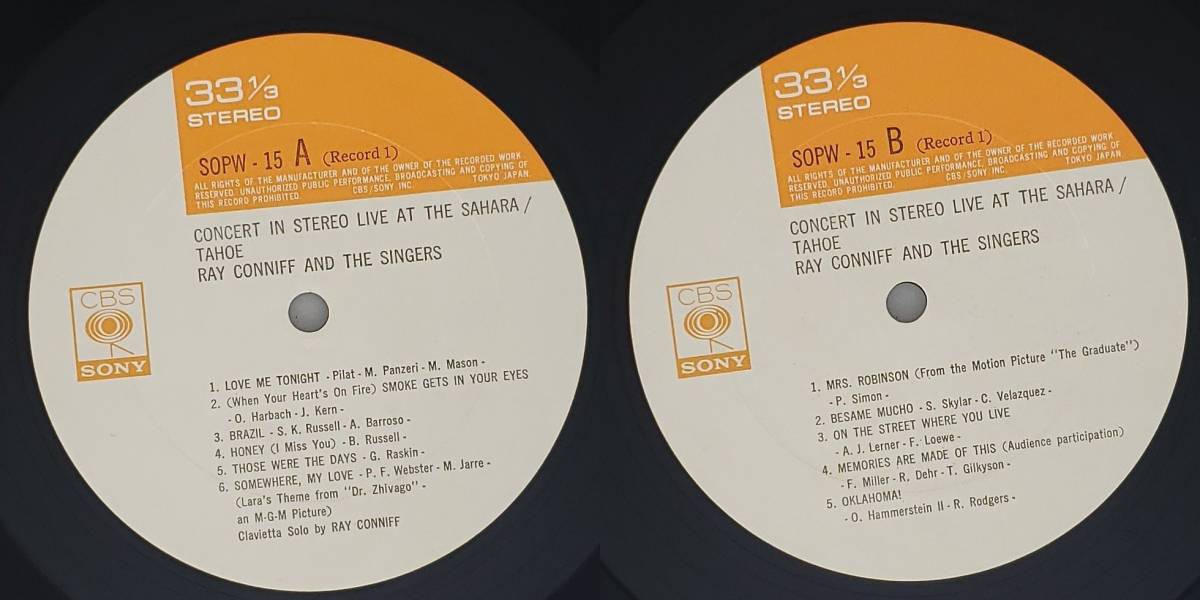 33 1/3
STEREO
SOPW - 15 A (Record 1)
ALL RIGHTS OF THE MANUFACTURER AND OF THE OWNER OF THE RECORDED WORK
RESERVED. UNAUTHORIZED PUBLIC PERFORMANCE, BROADCASTING AND COPYING OF
THIS RECORD PROHIBITED. CBS/SONY INC. TOKYO JAPAN.
CONCERT IN STEREO LIVE AT THE SAHARA /
TAHOE
RAY CONNIFF AND THE SINGERS
CBS
SONY
1. LOVE ME TONIGHT - Pilat - M. Panzeri - M. Mason -
2. (When Your Heart's On Fire) SMOKE GETS IN YOUR EYES
- O. Harbach - J. Kern -
3. BRAZIL - S. K. Russell - A. Barroso -
4. HONEY (I Miss You) - B. Russell -
5. THOSE WERE THE DAYS - G. Raskin -
6. SOMEWHERE, MY LOVE - P. F. Webster - M. Jarre -
(Lara's Theme from "Dr. Zhivago" -
an M-G-M Picture)
Clavietta Solo by RAY CONNIFF
33 1/3
STEREO
SOPW - 15 B (Record 1)
ALL RIGHTS OF THE MANUFACTURER AND OF THE OWNER OF THE RECORDED WORK
RESERVED. UNAUTHORIZED PUBLIC PERFORMANCE, BROADCASTING AND COPYING OF
THIS RECORD PROHIBITED. CBS/SONY INC. TOKYO JAPAN
CONCERT IN STEREO LIVE AT THE SAHARA /
TAHOE
RAY CONNIFF AND THE SINGERS
CBS
SONY
1. MRS. ROBINSON (From the Motion Picture "The Graduate")
- P. Simon -
2. BESAME MUCHO - S. Skylar - C. Velazquez -
3. ON THE STREET WHERE YOU LIVE
- A. J. Lerner - F. Loewe -
4. MEMORIES ARE MADE OF THIS (Audience participation)
- F. Miller - R. Dehr - T. Gilkyson -
5. OKLAHOMA!
- O. Hammerstein II - R. Rodgers -